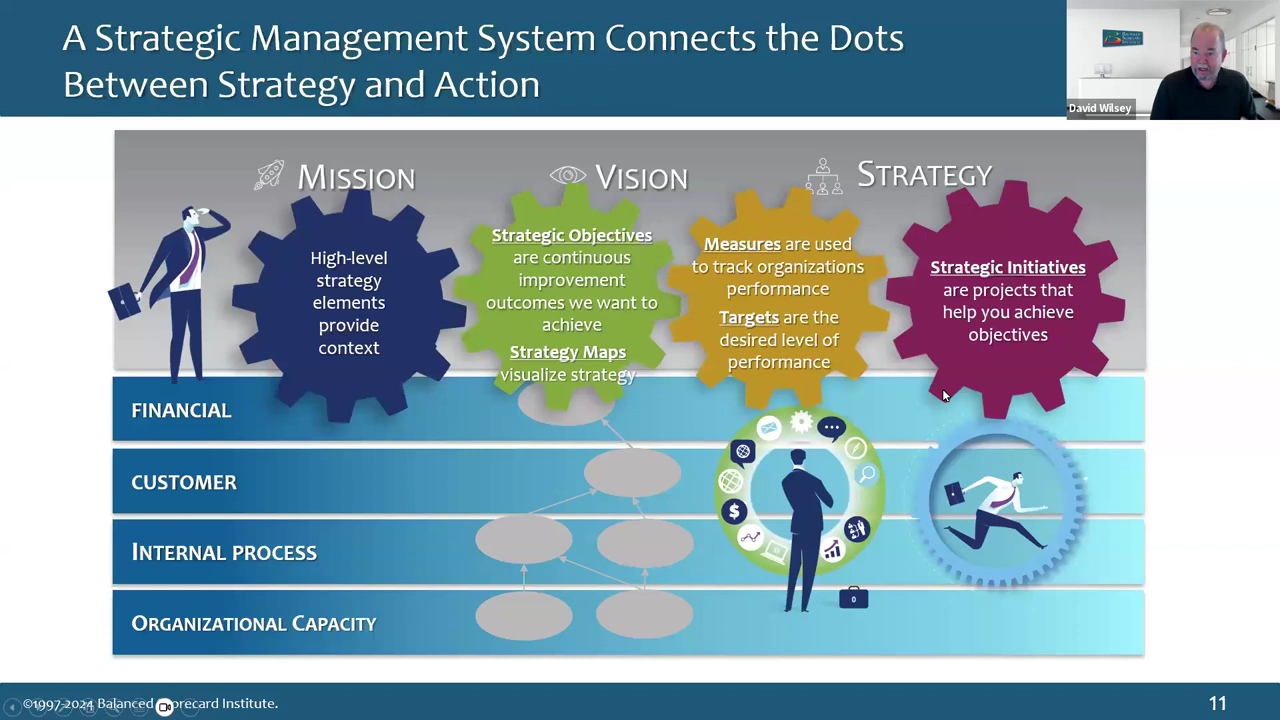 A Strategic Management System Connects the Dots
Between Strategy and Action
David Wilsey
MISSION
VISION
STRATEGY
High-level
strategy
elements
provide
context
Strategic Objectives
are continuous
improvement
outcomes we want to
achieve
Strategy Maps
visualize strategy
Measures are used
to track organizations
performance
Targets are the
desired level of
performance
Strategic Initiatives
are projects that
help you achieve
objectives
FINANCIAL
CUSTOMER
INTERNAL PROCESS
ORGANIZATIONAL CAPACITY
©1997-2024 Balanced Scorecard Institute.
11